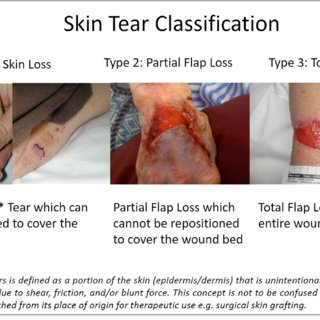 Skin Tear Classification
Skin Loss
Type 2: Partial Flap Loss
Type 3: To
* Tear which can
ed to cover the
Partial Flap Loss which
cannot be repositioned
to cover the wound bed
Total Flap L
entire woun
rs is defined as a portion of the skin (epidermis/dermis) that is unintentional
due to shear, friction, and/or blunt force. This concept is not to be confused
ched from its place of origin for therapeutic use e.g. surgical skin grafting.